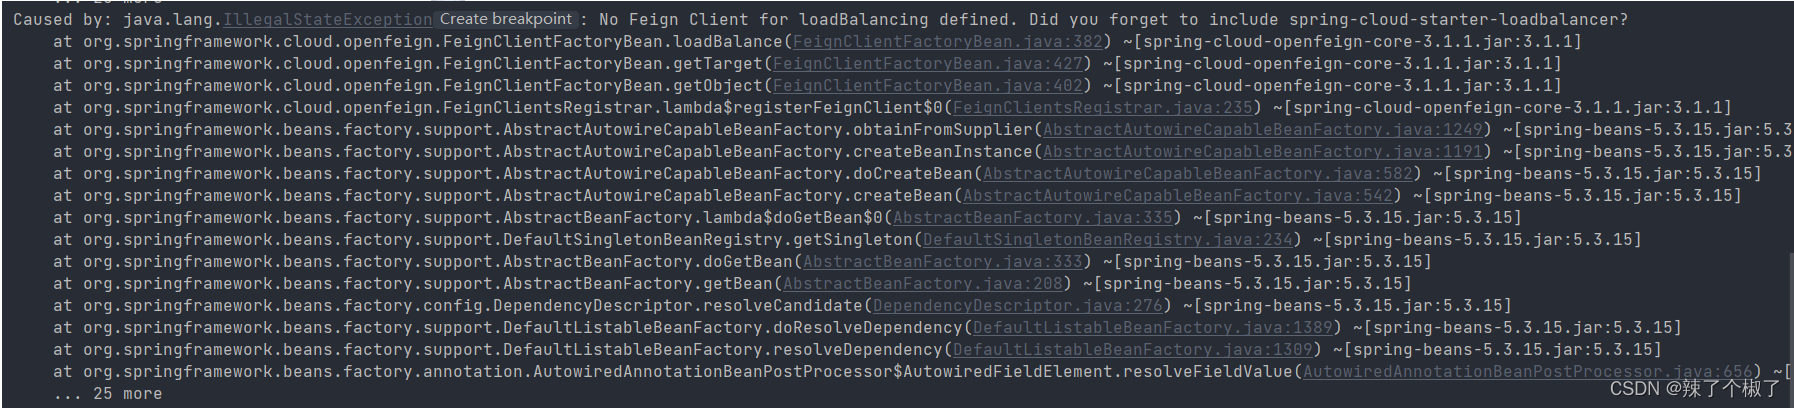 ... 26 more
Caused by: java.lang.IllegalStateException Create breakpoint : No Feign Client for loadBalancing defined. Did you forget to include spring-cloud-starter-loadbalancer?
at org.springframework.cloud.openfeign.FeignClientFactoryBean.loadBalance(FeignClientFactoryBean.java:382) ~[spring-cloud-openfeign-core-3.1.1.jar:3.1.1]
at org.springframework.cloud.openfeign.FeignClientFactoryBean.getTarget(FeignClientFactoryBean.java:427) ~[spring-cloud-openfeign-core-3.1.1.jar:3.1.1]
at org.springframework.cloud.openfeign.FeignClientFactoryBean.getObject(FeignClientFactoryBean.java:402) ~[spring-cloud-openfeign-core-3.1.1.jar:3.1.1]
at org.springframework.cloud.openfeign.FeignClientsRegistrar.lambda$registerFeignClient$0(FeignClientsRegistrar.java:235) ~[spring-cloud-openfeign-core-3.1.1.jar:3.1.1]
at org.springframework.beans.factory.support.AbstractAutowireCapableBeanFactory.obtainFromSupplier(AbstractAutowireCapableBeanFactory.java:1249) ~[spring-beans-5.3.15.jar:5.3
at org.springframework.beans.factory.support.AbstractAutowireCapableBeanFactory.createBeanInstance(AbstractAutowireCapableBeanFactory.java:1191) ~[spring-beans-5.3.15.jar:5.3
at org.springframework.beans.factory.support.AbstractAutowireCapableBeanFactory.doCreateBean(AbstractAutowireCapableBeanFactory.java:582) ~[spring-beans-5.3.15.jar:5.3.15]
at org.springframework.beans.factory.support.AbstractAutowireCapableBeanFactory.createBean(AbstractAutowireCapableBeanFactory.java:542) ~[spring-beans-5.3.15.jar:5.3.15]
at org.springframework.beans.factory.support.AbstractBeanFactory.lambda$doGetBean$0(AbstractBeanFactory.java:335) ~[spring-beans-5.3.15.jar:5.3.15]
at org.springframework.beans.factory.support.DefaultSingletonBeanRegistry.getSingleton(DefaultSingletonBeanRegistry.java:234) ~[spring-beans-5.3.15.jar:5.3.15]
at org.springframework.beans.factory.support.AbstractBeanFactory.doGetBean(AbstractBeanFactory.java:333) ~[spring-beans-5.3.15.jar:5.3.15]
at org.springframework.beans.factory.support.AbstractBeanFactory.getBean(AbstractBeanFactory.java:208) ~[spring-beans-5.3.15.jar:5.3.15]
at org.springframework.beans.factory.config.DependencyDescriptor.resolveCandidate(DependencyDescriptor.java:276) ~[spring-beans-5.3.15.jar:5.3.15]
at org.springframework.beans.factory.support.DefaultListableBeanFactory.doResolveDependency(DefaultListableBeanFactory.java:1389) ~[spring-beans-5.3.15.jar:5.3.15]
at org.springframework.beans.factory.support.DefaultListableBeanFactory.resolveDependency(DefaultListableBeanFactory.java:1309) ~[spring-beans-5.3.15.jar:5.3.15]
at org.springframework.beans.factory.annotation.AutowiredAnnotationBeanPostProcessor$AutowiredFieldElement.resolveFieldValue(AutowiredAnnotationBeanPostProcessor.java:656) ~[
... 25 more
CSDN @辣了个椒了